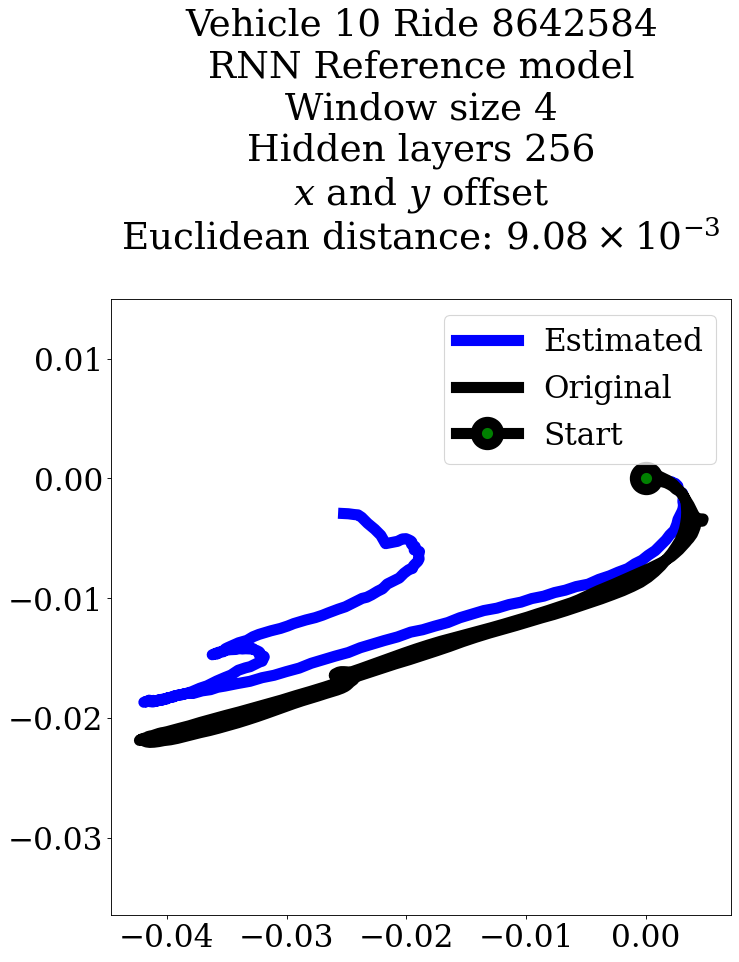 Vehicle 10 Ride 8642584
RNN Reference model
Window size 4
Hidden layers 256
x and y offset
Euclidean distance: 9.08 × 10⁻³
Estimated
Original
Start
0.01
0.00
−0.01
−0.02
−0.03
−0.04 −0.03 −0.02 −0.01 0.00